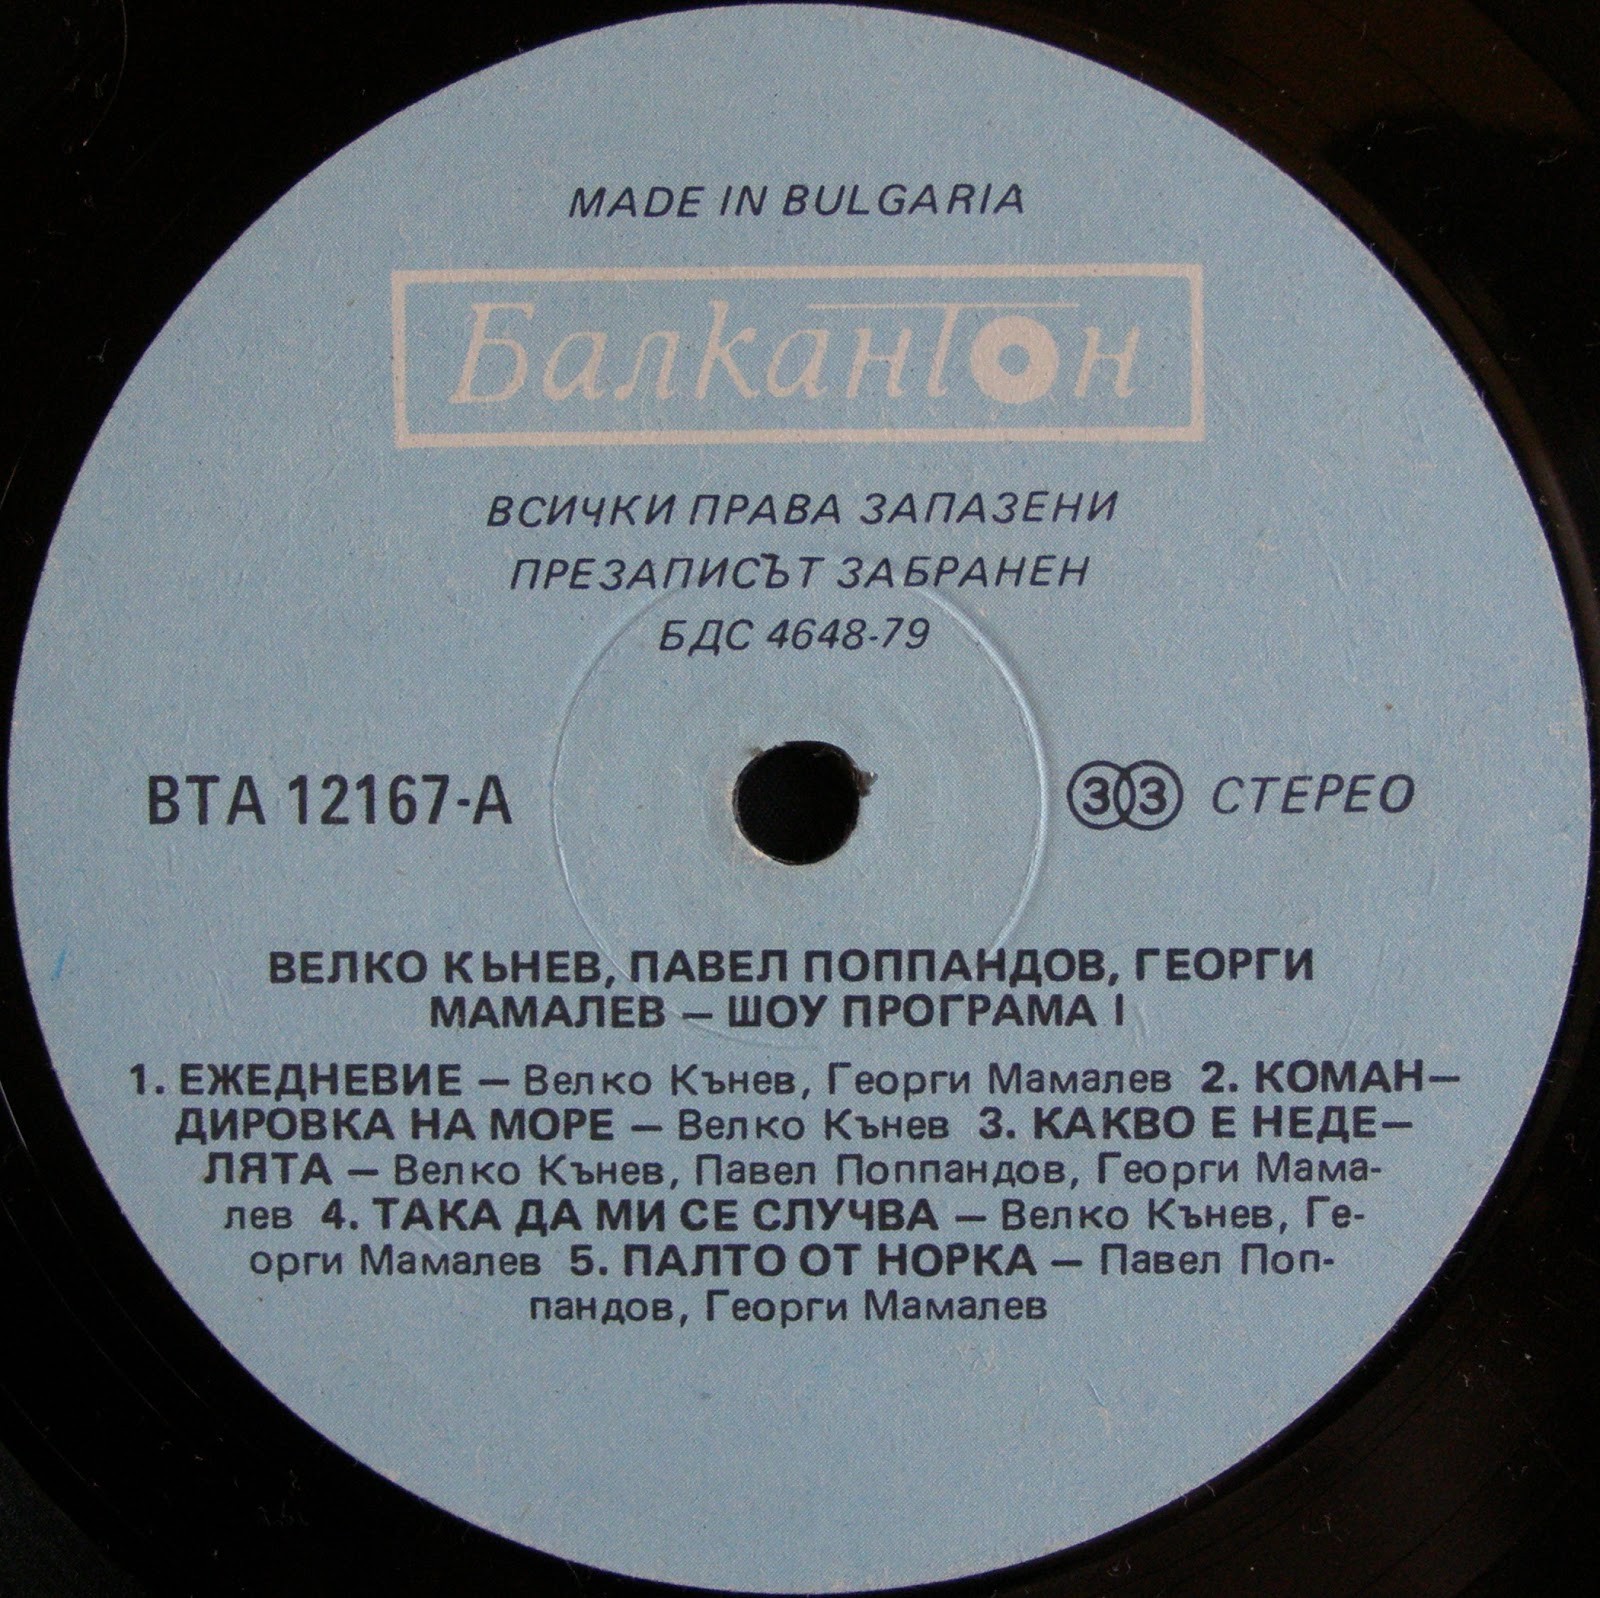 MADE IN BULGARIA
Балкантон
ВСИЧКИ ПРАВА ЗАПАЗЕНИ
ПРЕЗАПИСЪТ ЗАБРАНЕН
БДС 4648-79
ВТА 12167-А
33 СТЕРЕО
ВЕЛКО КЬНЕВ, ПАВЕЛ ПОППАНДОВ, ГЕОРГИ
МАМАЛЕВ — ШОУ ПРОГРАМА I
1. ЕЖЕДНЕВИЕ — Велко Кънев, Георги Мамалев 2. КОМАН—
ДИРОВКА НА МОРЕ — Велко Кънев 3. КАКВО Е НЕДЕ—
ЛЯТА — Велко Кънев, Павел Поппандов, Георги Мама-
лев 4. ТАКА ДА МИ СЕ СЛУЧВА — Велко Кънев, Ге-
орги Мамалев 5. ПАЛТО ОТ НОРКА — Павел Поп-
пандов, Георги Мамалев